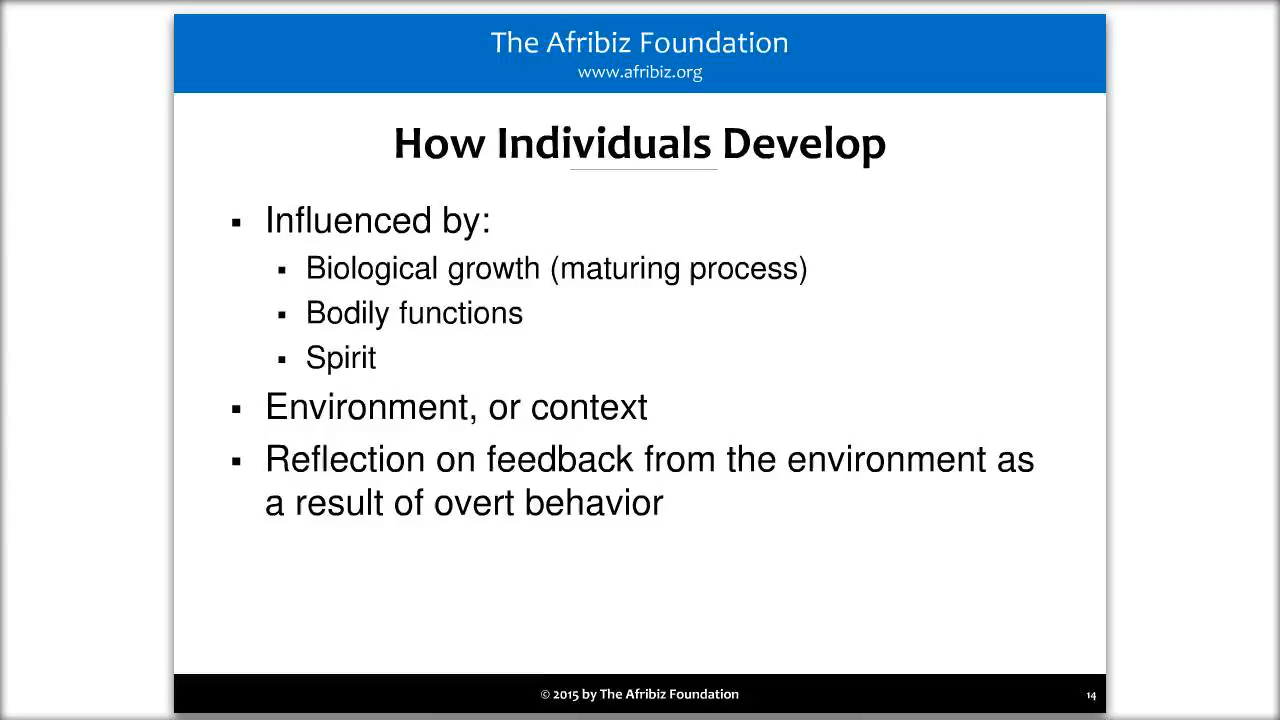 The Afribiz Foundation
www.afribiz.org
How Individuals Develop
▪ Influenced by:
▪ Biological growth (maturing process)
▪ Bodily functions
▪ Spirit
▪ Environment, or context
▪ Reflection on feedback from the environment as
a result of overt behavior
© 2015 by The Afribiz Foundation
14